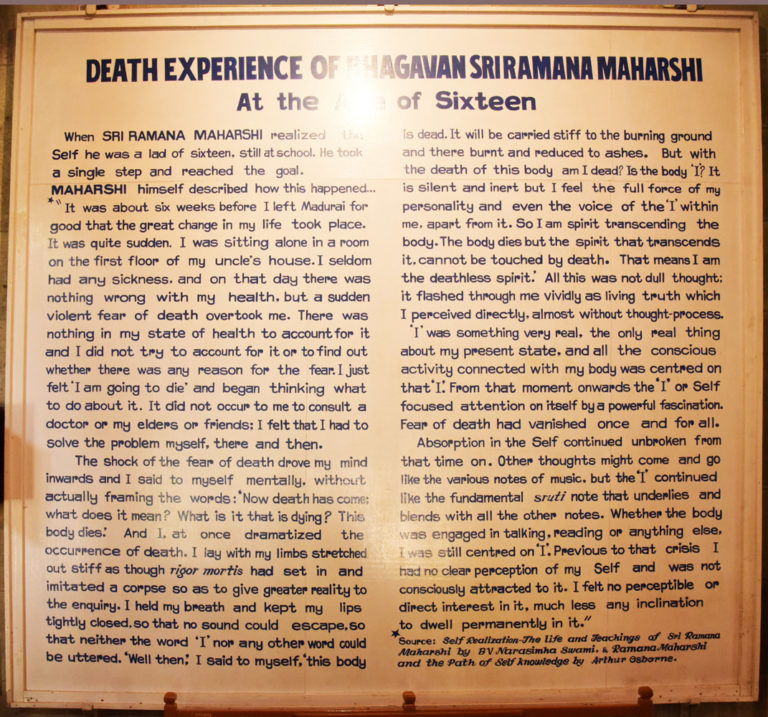 DEATH EXPERIENCE OF BHAGAVAN SRI RAMANA MAHARSHI
At the of Sixteen
When SRI RAMANA MAHARSHI realized the
Self he was a lad of sixteen, still at school. He took
a single step and reached the goal.
MAHARSHI himself described how this happened...
*" It was about six weeks before I left Madurai for
good that the great change in my life took place.
It was quite sudden. I was sitting alone in a room
on the first floor of my uncle's house. I seldom
had any sickness, and on that day there was
nothing wrong with my health, but a sudden
violent fear of death overtook me. There was
nothing in my state of health to account for it
and I did not try to account for it or to find out
whether there was any reason for the fear. I just
felt 'I am going to die' and began thinking what
to do about it. It did not occur to me to consult a
doctor or my elders or friends; I felt that I had to
solve the problem myself, there and then.
The shock of the fear of death drove my mind
inwards and I said to myself mentally, without
actually framing the words: 'Now death has come;
what does it mean? What is it that is dying? This
body dies.' And I, at once dramatized the
occurrence of death. I lay with my limbs stretched
out stiff as though rigor mortis had set in and
imitated a corpse so as to give greater reality to
the enquiry. I held my breath and kept my lips
tightly closed, so that no sound could escape, so
that neither the word 'I' nor any other word could
be uttered. 'Well then,' I said to myself, 'this body
is dead. It will be carried stiff to the burning ground
and there burnt and reduced to ashes. But with
the death of this body am I dead? Is the body 'I'? It
is silent and inert but I feel the full force of my
personality and even the voice of the 'I' within
me, apart from it. So I am spirit transcending the
body. The body dies but the spirit that transcends
it, cannot be touched by death. That means I am
the deathless spirit.' All this was not dull thought;
it flashed through me vividly as living truth which
I perceived directly, almost without thought-process.
'I' was something very real, the only real thing
about my present state, and all the conscious
activity connected with my body was centred on
that 'I'. From that moment onwards the 'I' or Self
focused attention on itself by a powerful fascination.
Fear of death had vanished once and for all.
Absorption in the Self continued unbroken from
that time on. Other thoughts might come and go
like the various notes of music, but the 'I' continued
like the fundamental sruti note that underlies and
blends with all the other notes. Whether the body
was engaged in talking, reading or anything else,
I was still centred on 'I'. Previous to that crisis I
had no clear perception of my Self and was not
consciously attracted to it. I felt no perceptible or
direct interest in it, much less any inclination
to dwell permanently in it."
*Source: Self Realization-The life and Teachings of Sri Ramana
Maharshi by BV Narasimha Swami, & Ramana Maharshi
and the Path of Self knowledge by Arthur Osborne.